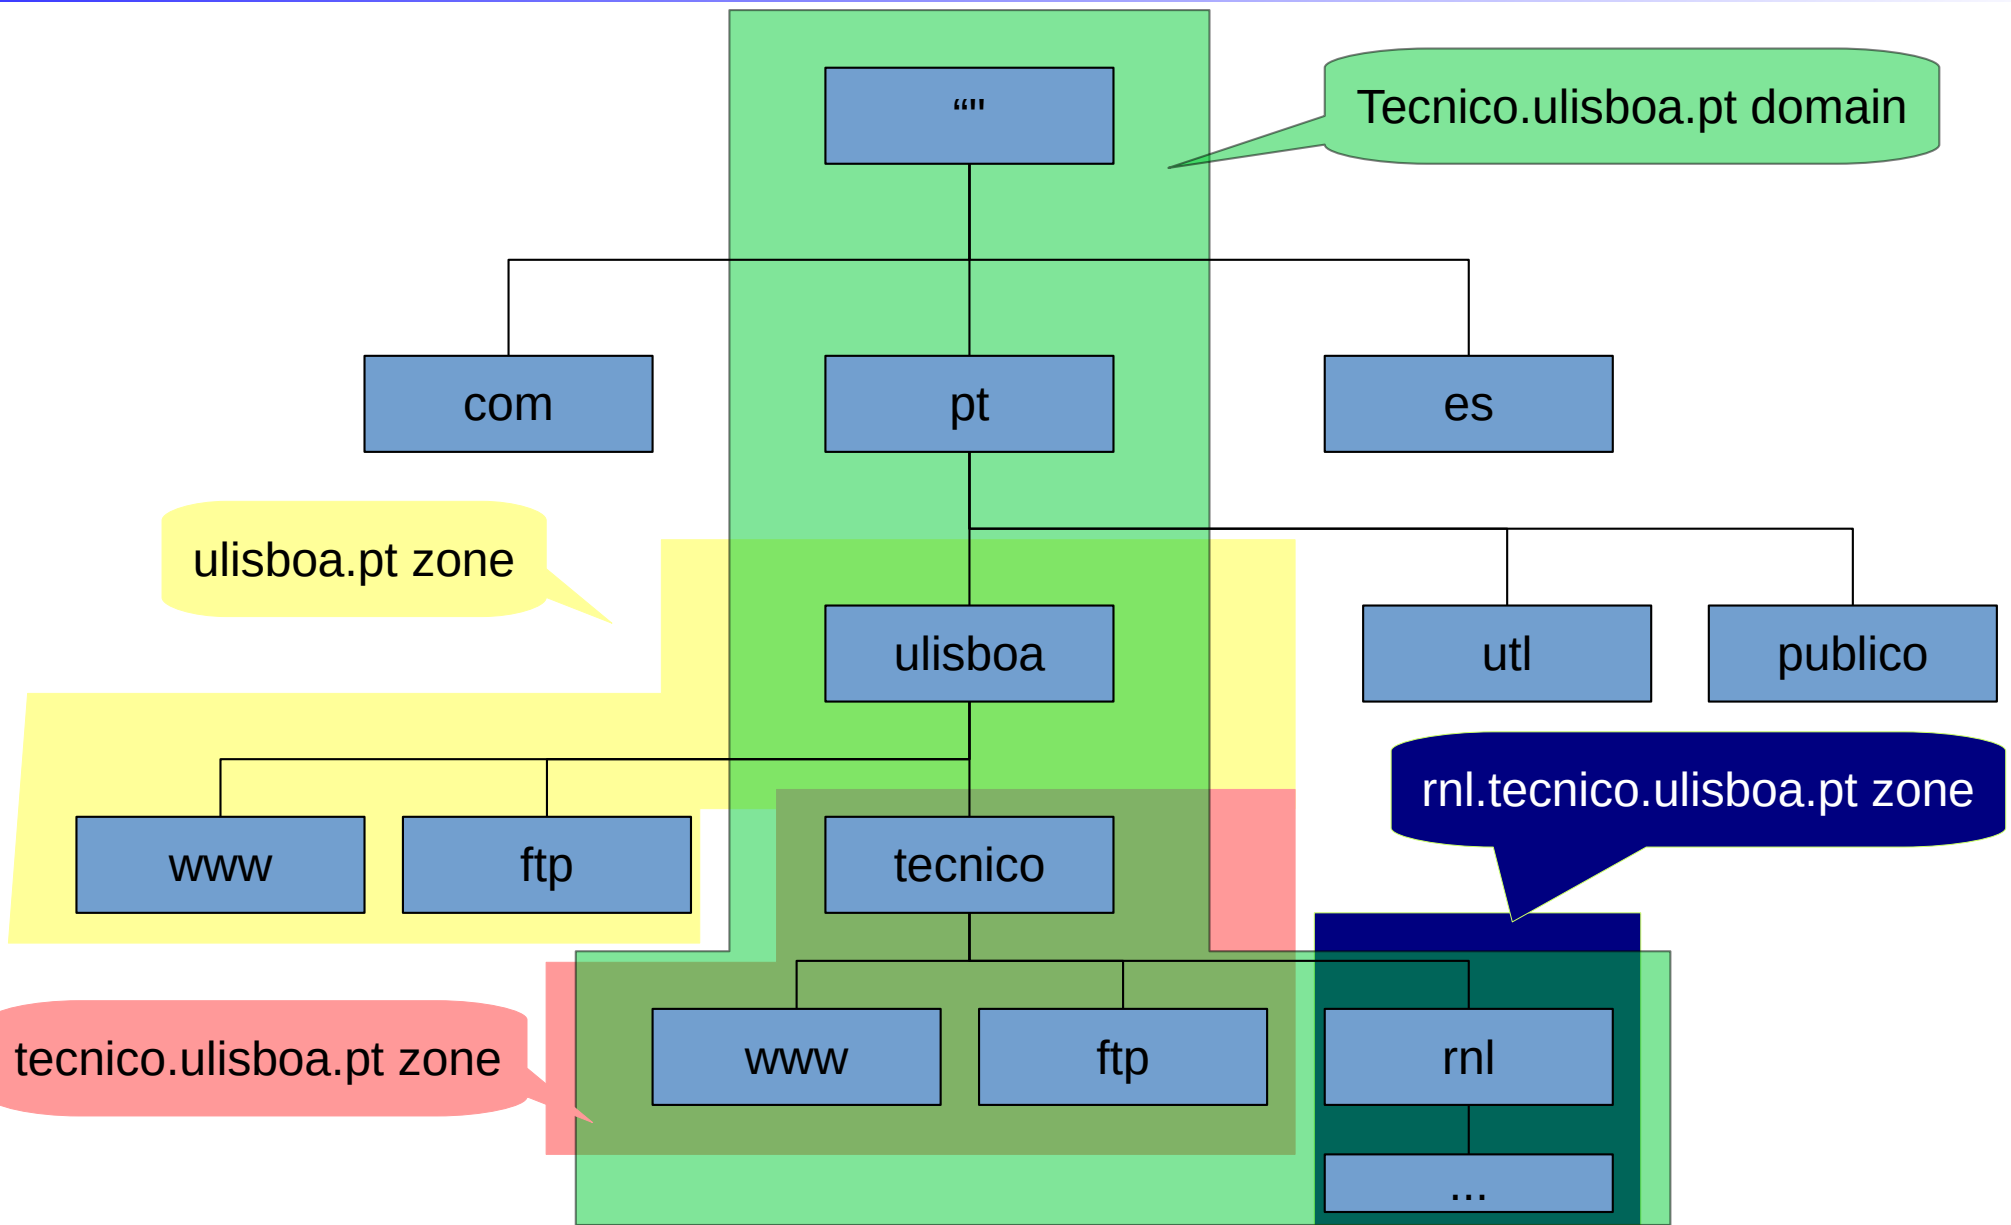 “"
Tecnico.ulisboa.pt domain
com
pt
es
ulisboa.pt zone
ulisboa
utl
publico
rnl.tecnico.ulisboa.pt zone
www
ftp
tecnico
tecnico.ulisboa.pt zone
www
ftp
rnl
...